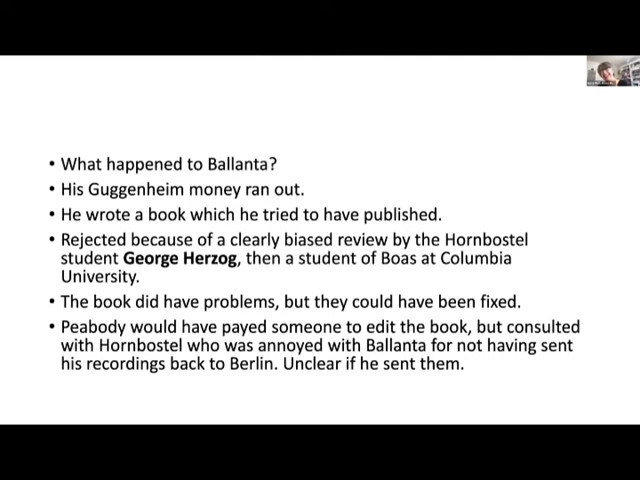 • What happened to Ballanta?
• His Guggenheim money ran out.
• He wrote a book which he tried to have published.
• Rejected because of a clearly biased review by the Hornbostel
student George Herzog, then a student of Boas at Columbia
University.
• The book did have problems, but they could have been fixed.
• Peabody would have payed someone to edit the book, but consulted
with Hornbostel who was annoyed with Ballanta for not having sent
his recordings back to Berlin. Unclear if he sent them.